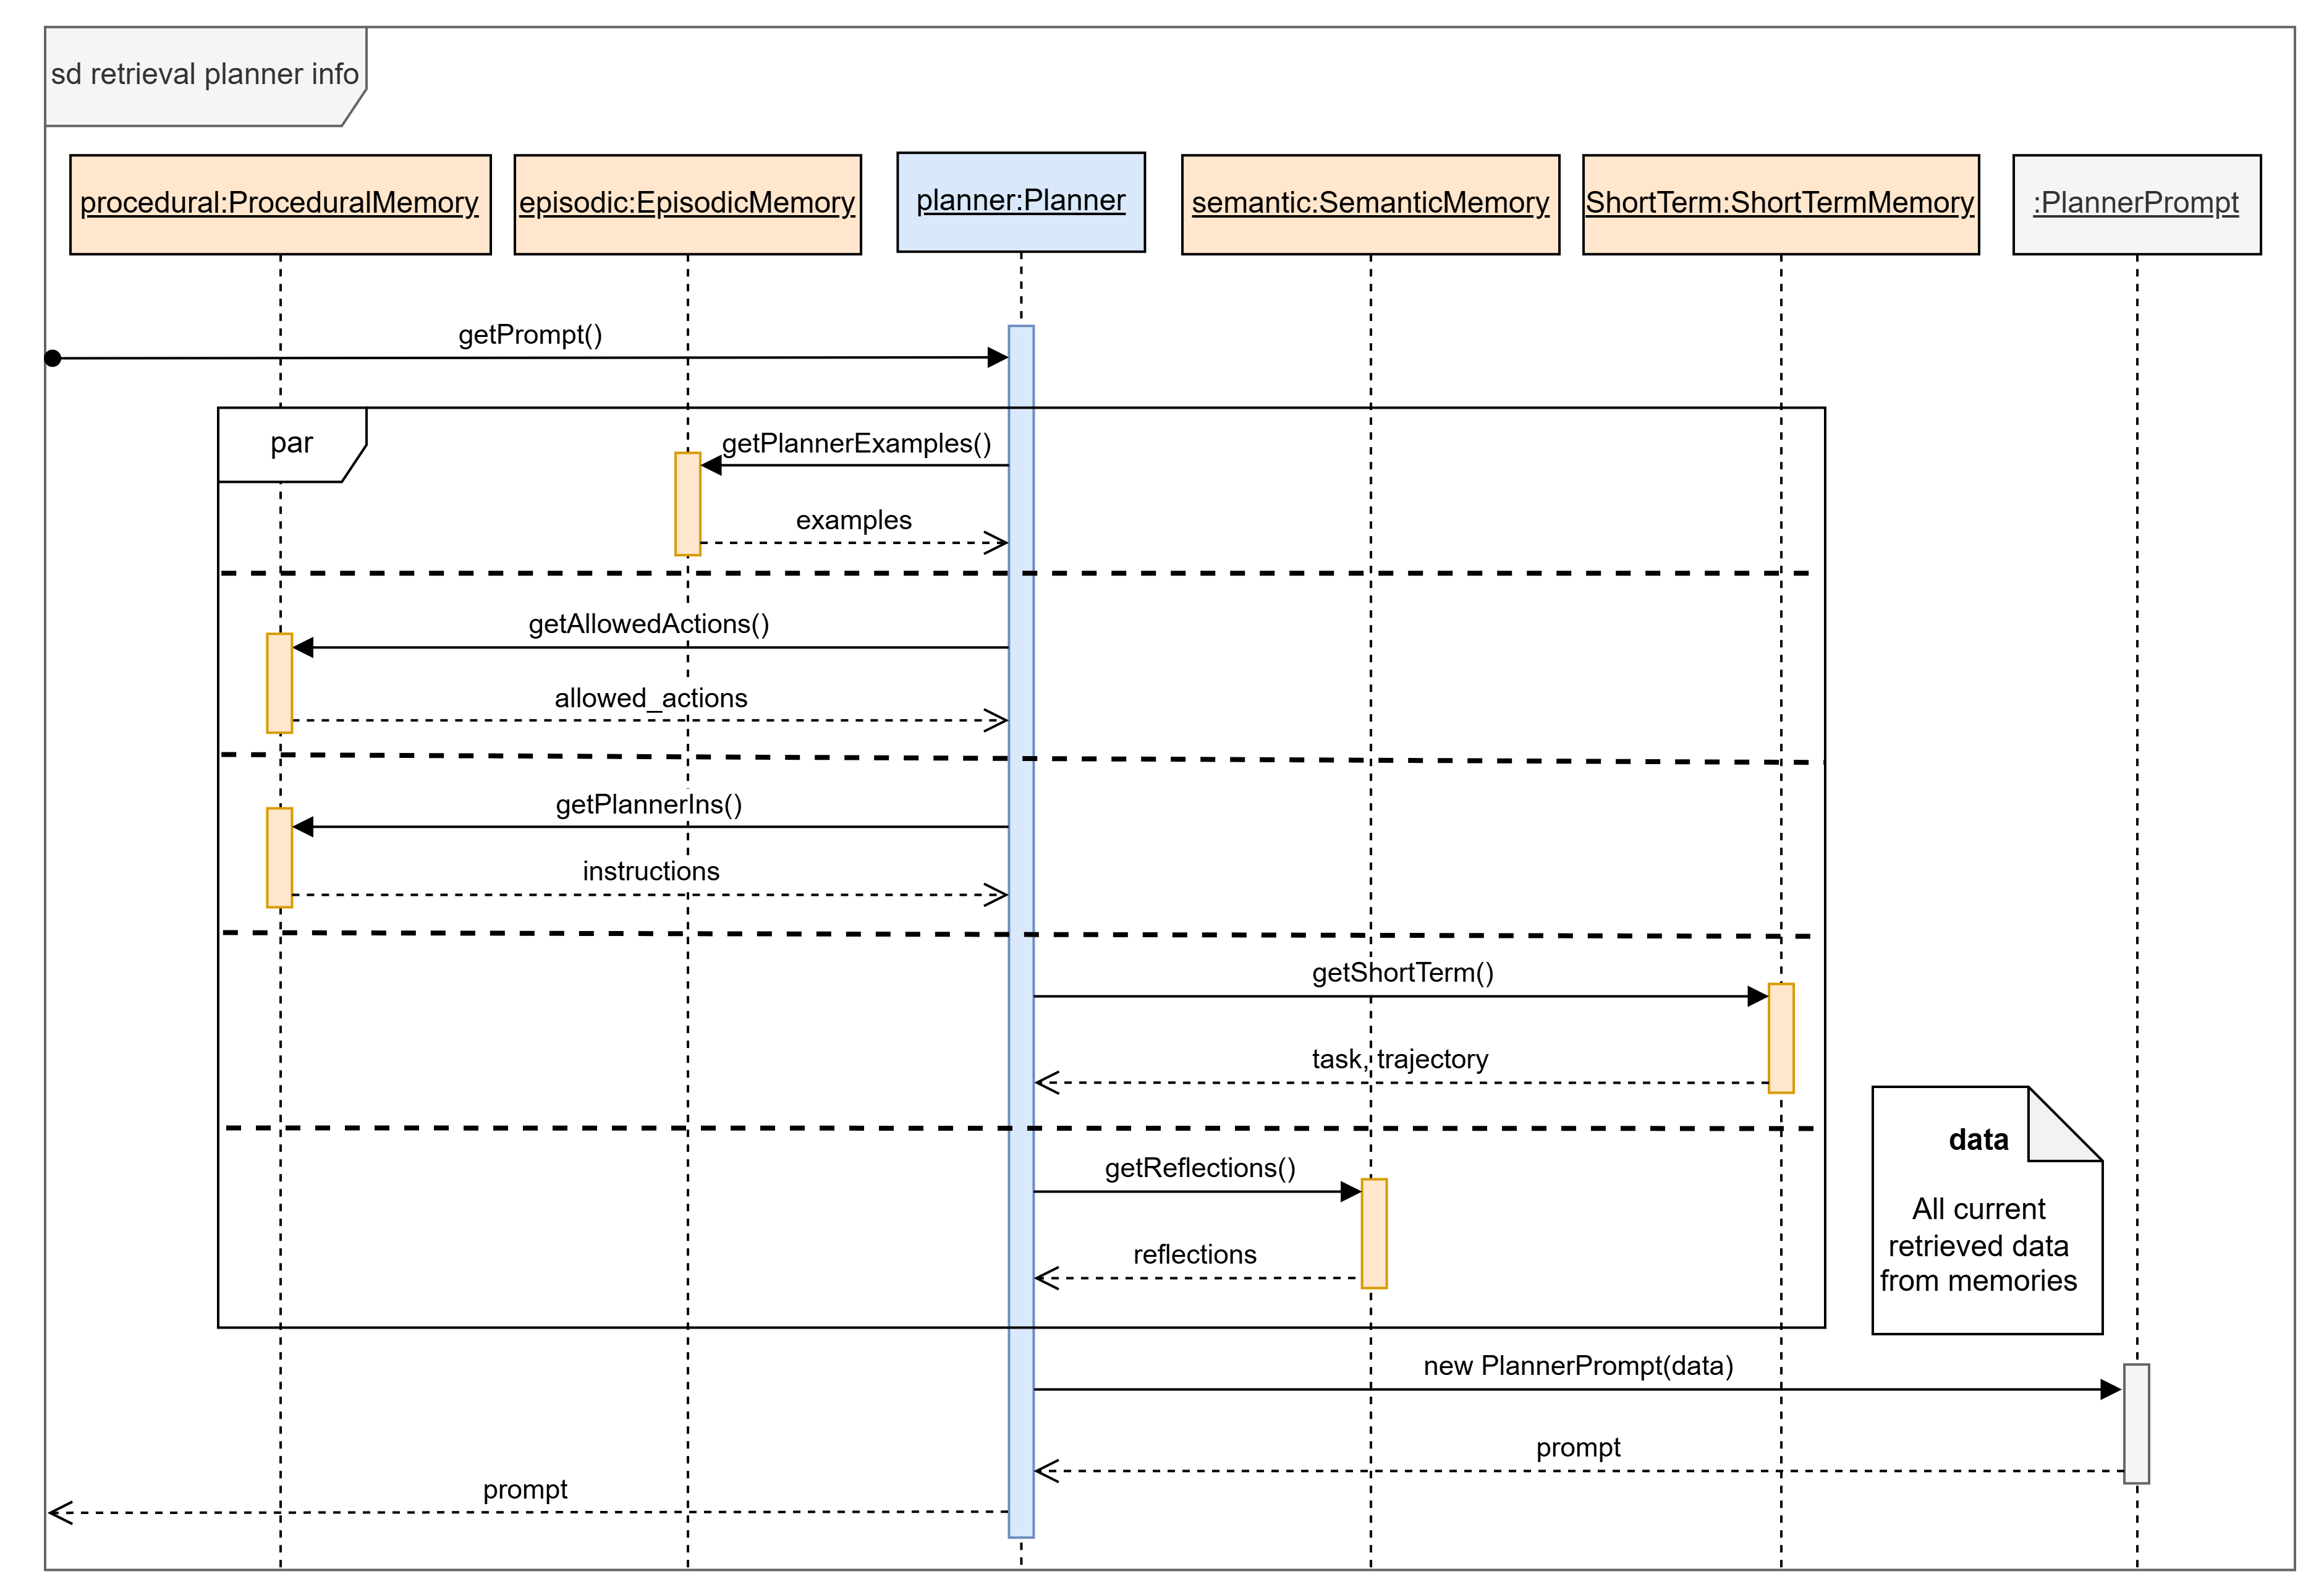 sd retrieval planner info
procedural:ProceduralMemory
episodic:EpisodicMemory
planner:Planner
semantic:SemanticMemory
ShortTerm:ShortTermMemory
:PlannerPrompt
getPrompt()
par
getPlannerExamples()
examples
getAllowedActions()
allowed_actions
getPlannerIns()
instructions
getShortTerm()
task, trajectory
data
All current
retrieved data
from memories
getReflections()
reflections
new PlannerPrompt(data)
prompt
prompt